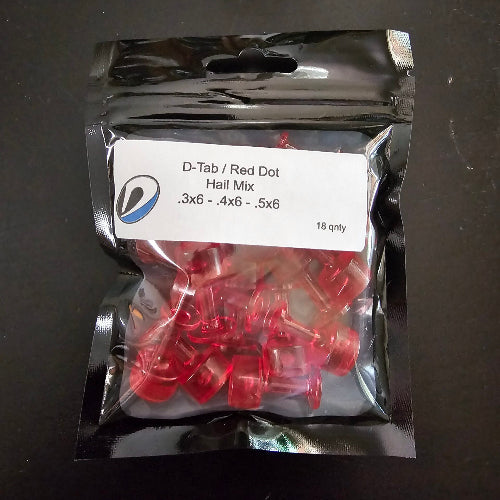 D-Tab / Red Dot
Hail Mix
.3x6 - .4x6 - .5x6
18 qnty